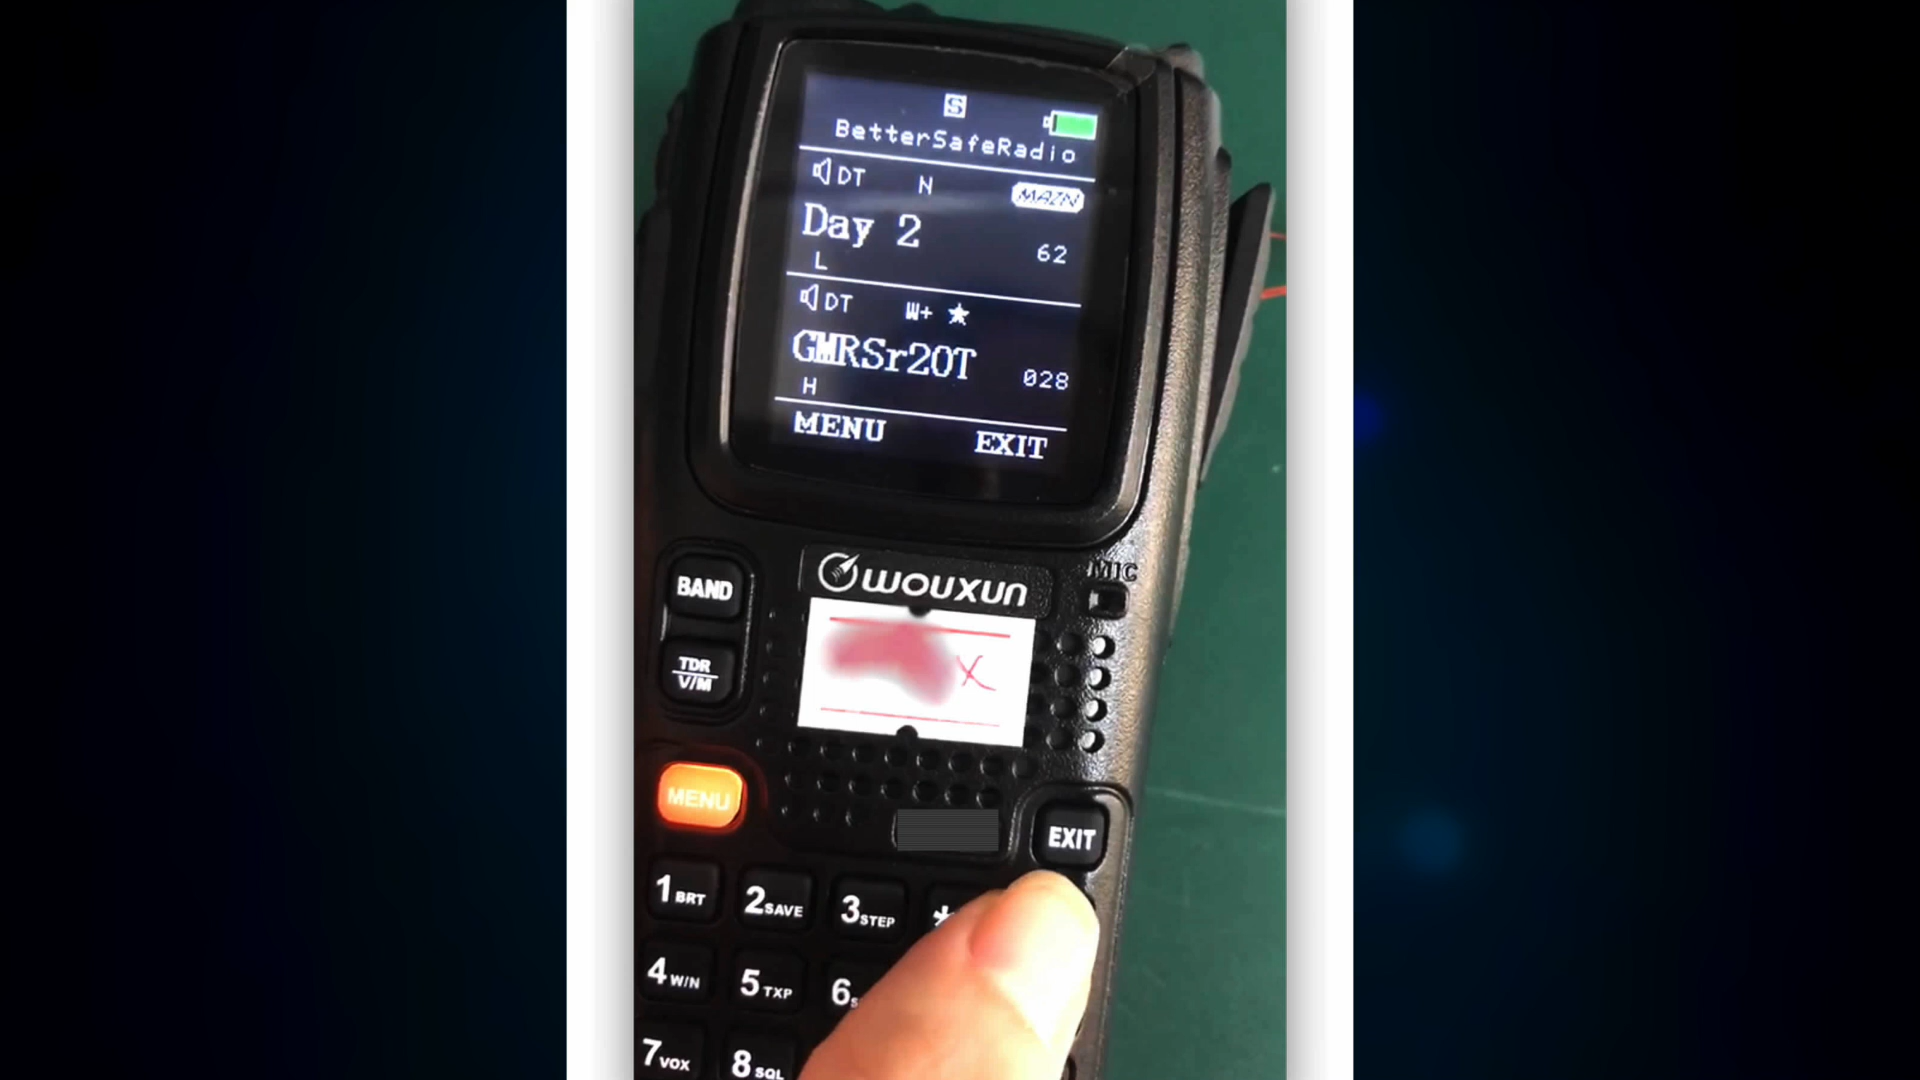 S
BetterSafeRadio
DT N MAIN
Day 2 62
L
DT W+
GMRSr20T 028
H
MENU EXIT
WOUXUN
MIC
BAND
TDR
V/M
X
MENU
EXIT
1 BRT 2 SAVE 3 STEP *
4 W/N 5 TXP 6
7 VOX 8 SQL